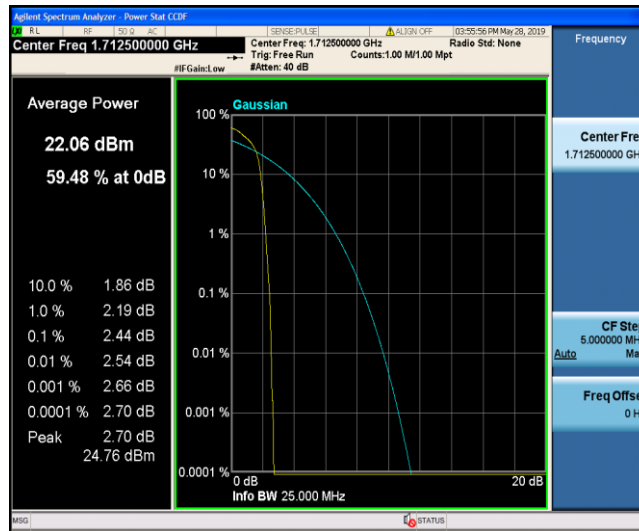 Agilent Spectrum Analyzer - Power Stat CCDF
RL RF 50 Ω AC SENSE:PULSE ALIGN OFF 03:55:56 PM May 28, 2019
Center Freq 1.712500000 GHz
Center Freq: 1.712500000 GHz Radio Std: None
Trig: Free Run Counts:1.00 M/1.00 Mpt
#IFGain:Low #Atten: 40 dB
Frequency
Average Power
22.06 dBm
59.48 % at 0dB
10.0 % 1.86 dB
1.0 % 2.19 dB
0.1 % 2.44 dB
0.01 % 2.54 dB
0.001 % 2.66 dB
0.0001 % 2.70 dB
Peak 2.70 dB
24.76 dBm
Gaussian
100 %
10 %
1 %
0.1 %
0.01 %
0.001 %
0.0001 %
0 dB 20 dB
Info BW 25.000 MHz
Center Fre
1.712500000 GH
CF Ste
5.000000 MH
Auto Ma
Freq Offse
0 H
MSG STATUS